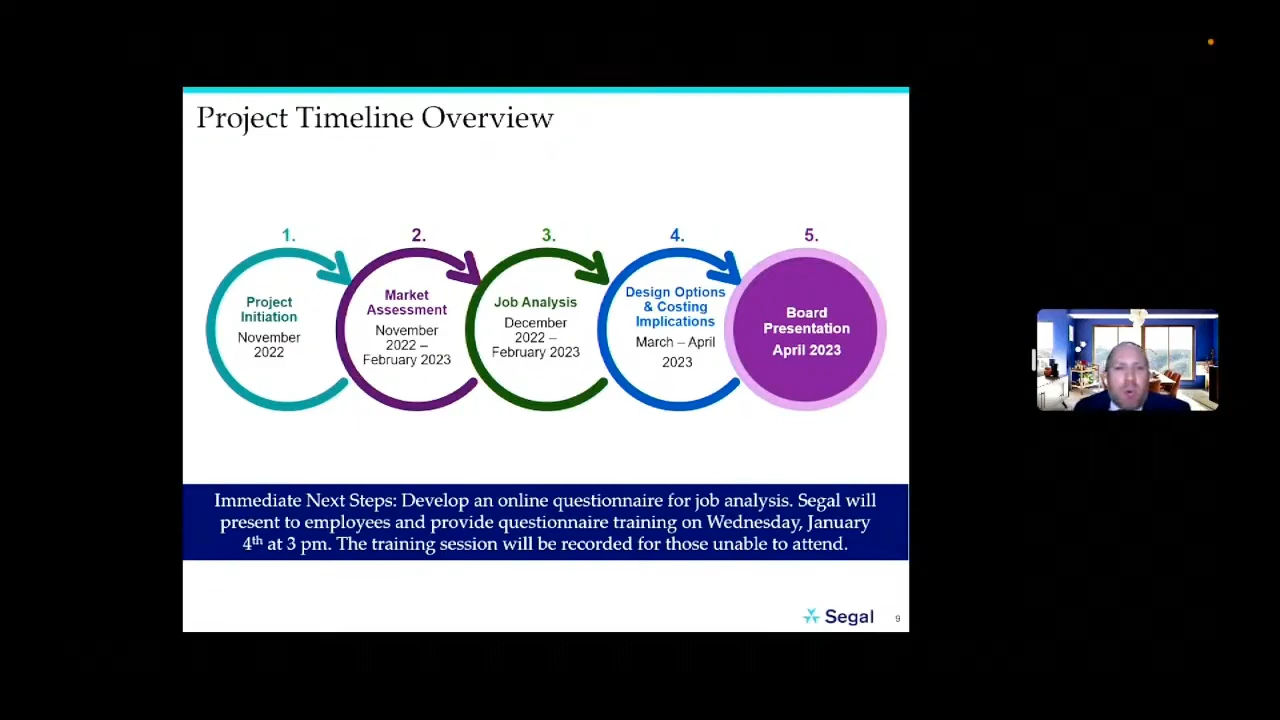 Project Timeline Overview
1.
Project
Initiation
November
2022
2.
Market
Assessment
November
2022 –
February 2023
3.
Job Analysis
December
2022 –
February 2023
4.
Design Options
& Costing
Implications
March – April
2023
5.
Board
Presentation
April 2023
Immediate Next Steps: Develop an online questionnaire for job analysis. Segal will
present to employees and provide questionnaire training on Wednesday, January
4th at 3 pm. The training session will be recorded for those unable to attend.
Segal
9